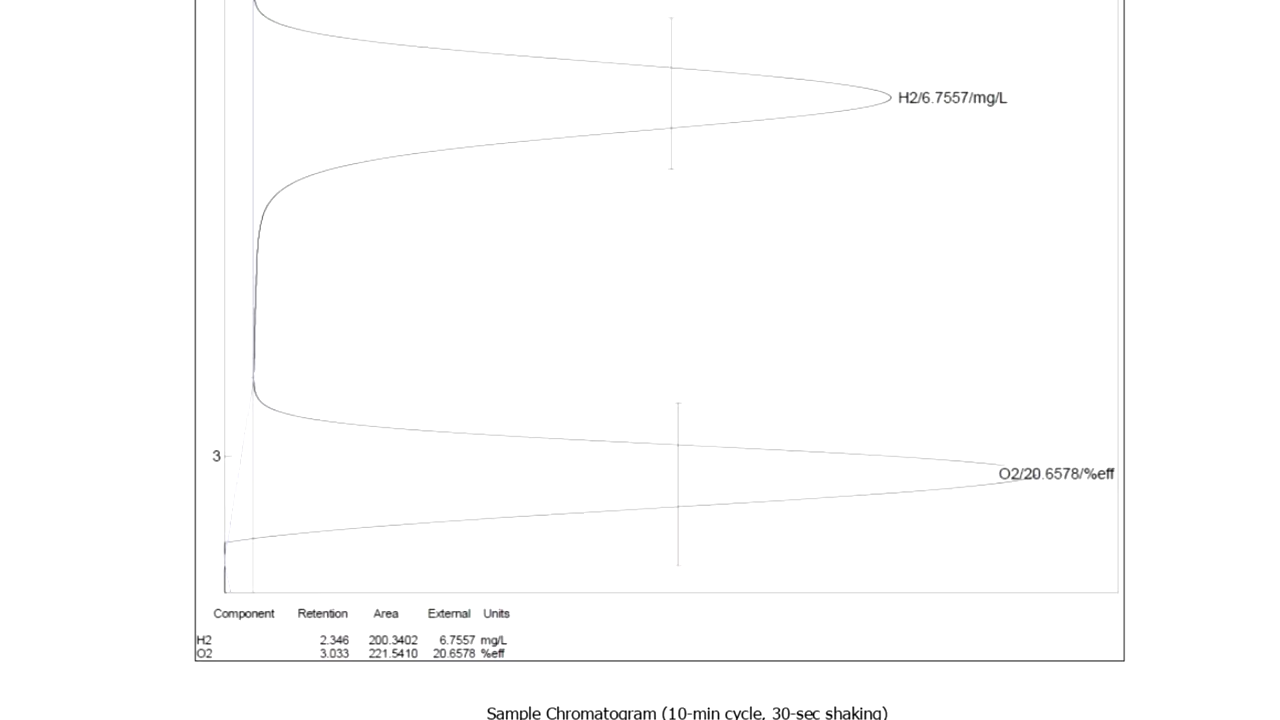 H2/6.7557/mg/L
3
O2/20.6578/%eff
Component Retention Area External Units
H2 2.346 200.3402 6.7557 mg/L
O2 3.033 221.5410 20.6578 %eff
Sample Chromatogram (10-min cycle, 30-sec shaking)